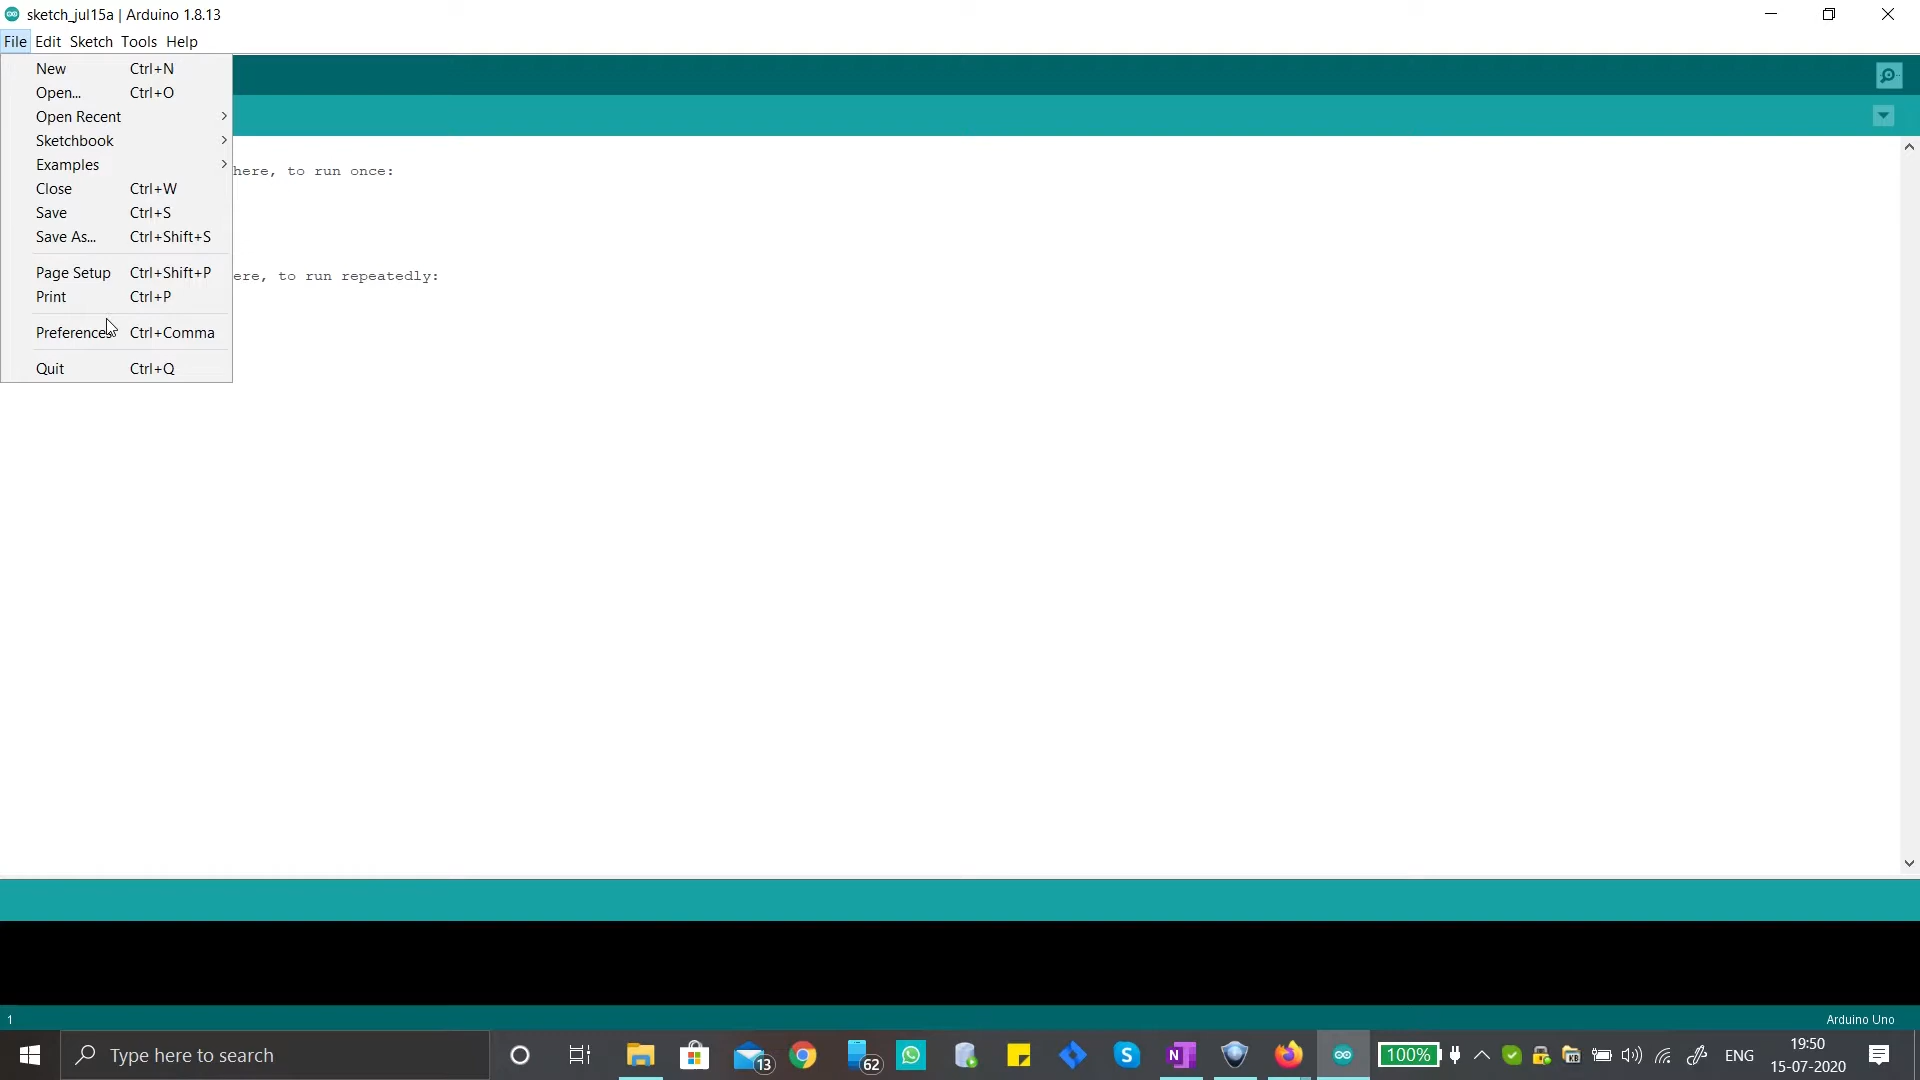 sketch_jul15a | Arduino 1.8.13
File Edit Sketch Tools Help
New Ctrl+N
Open... Ctrl+O
Open Recent
Sketchbook
Examples
here, to run once:
Close Ctrl+W
Save Ctrl+S
Save As... Ctrl+Shift+S
Page Setup Ctrl+Shift+P
ere, to run repeatedly:
Print Ctrl+P
Preferences Ctrl+Comma
Quit Ctrl+Q
1
Arduino Uno
Type here to search
13
62
N
S
100%
ENG
19:50
15-07-2020